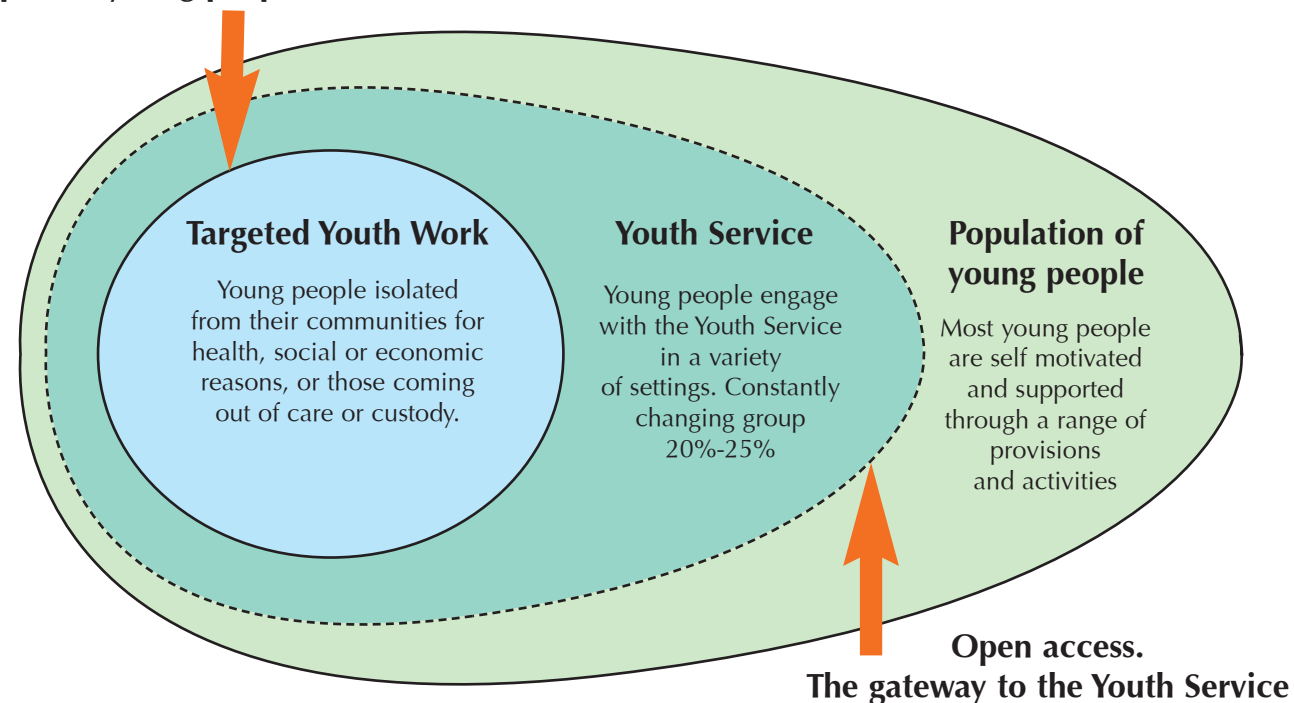 Targeted Youth Work
Young people isolated
from their communities for
health, social or economic
reasons, or those coming
out of care or custody.
Youth Service
Young people engage
with the Youth Service
in a variety
of settings. Constantly
changing group
20%-25%
Population of
young people
Most young people
are self motivated
and supported
through a range of
provisions
and activities
Open access.
The gateway to the Youth Service